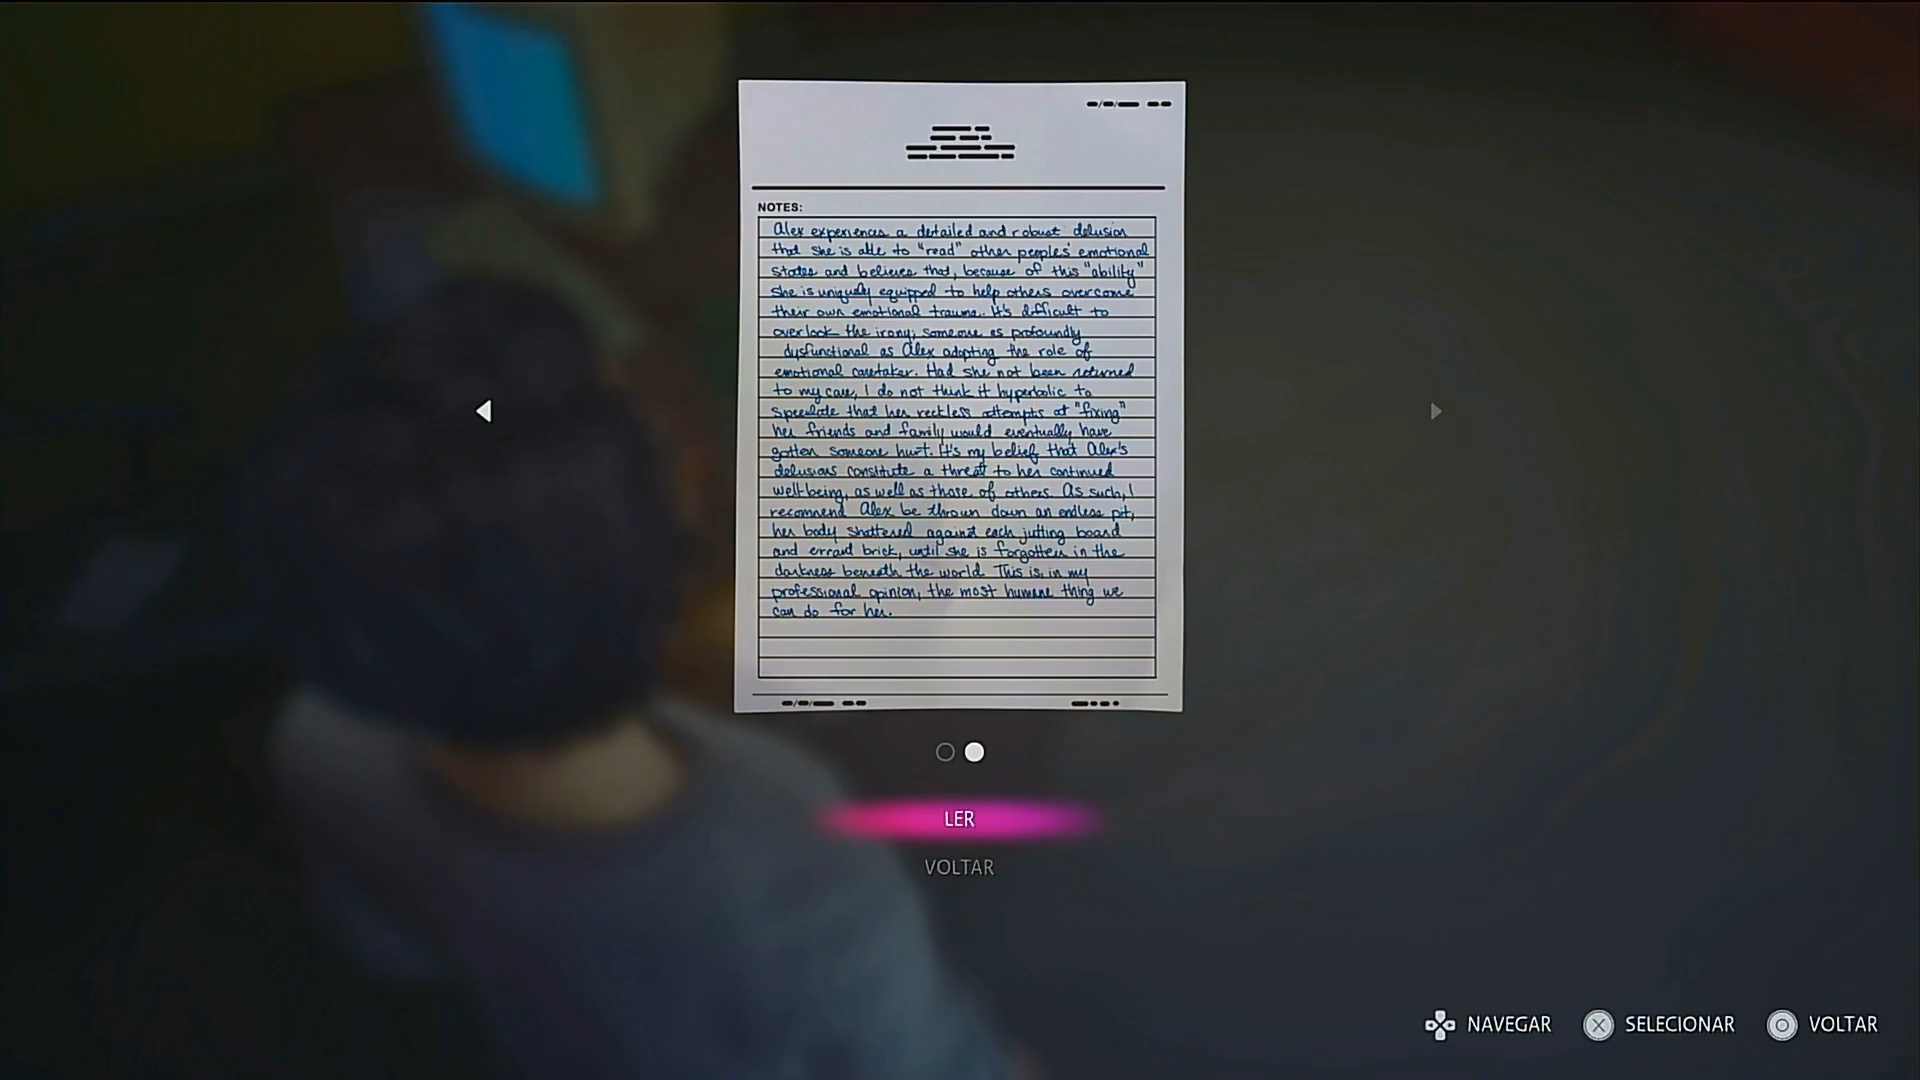 NOTES:
Alex experiences a detailed and robust delusion
that she is able to "read" other peoples' emotional
states and believes that, because of this "ability"
she is uniquely equipped to help others overcome
their own emotional trauma. It's difficult to
overlook the irony; someone as profoundly
dysfunctional as Alex adopting the role of
emotional caretaker. Had she not been returned
to my care, I do not think it hyperbolic to
speculate that her reckless attempts at "fixing"
her friends and family would eventually have
gotten someone hurt. It's my belief that Alex's
delusions constitute a threat to her continued
well-being, as well as those of others. As such, I
recommend Alex be thrown down an endless pit,
her body shattered against each jutting board
and errant brick, until she is forgotten in the
darkness beneath the world. This is, in my
professional opinion, the most humane thing we
can do for her.
LER
VOLTAR
NAVEGAR
SELECIONAR
VOLTAR